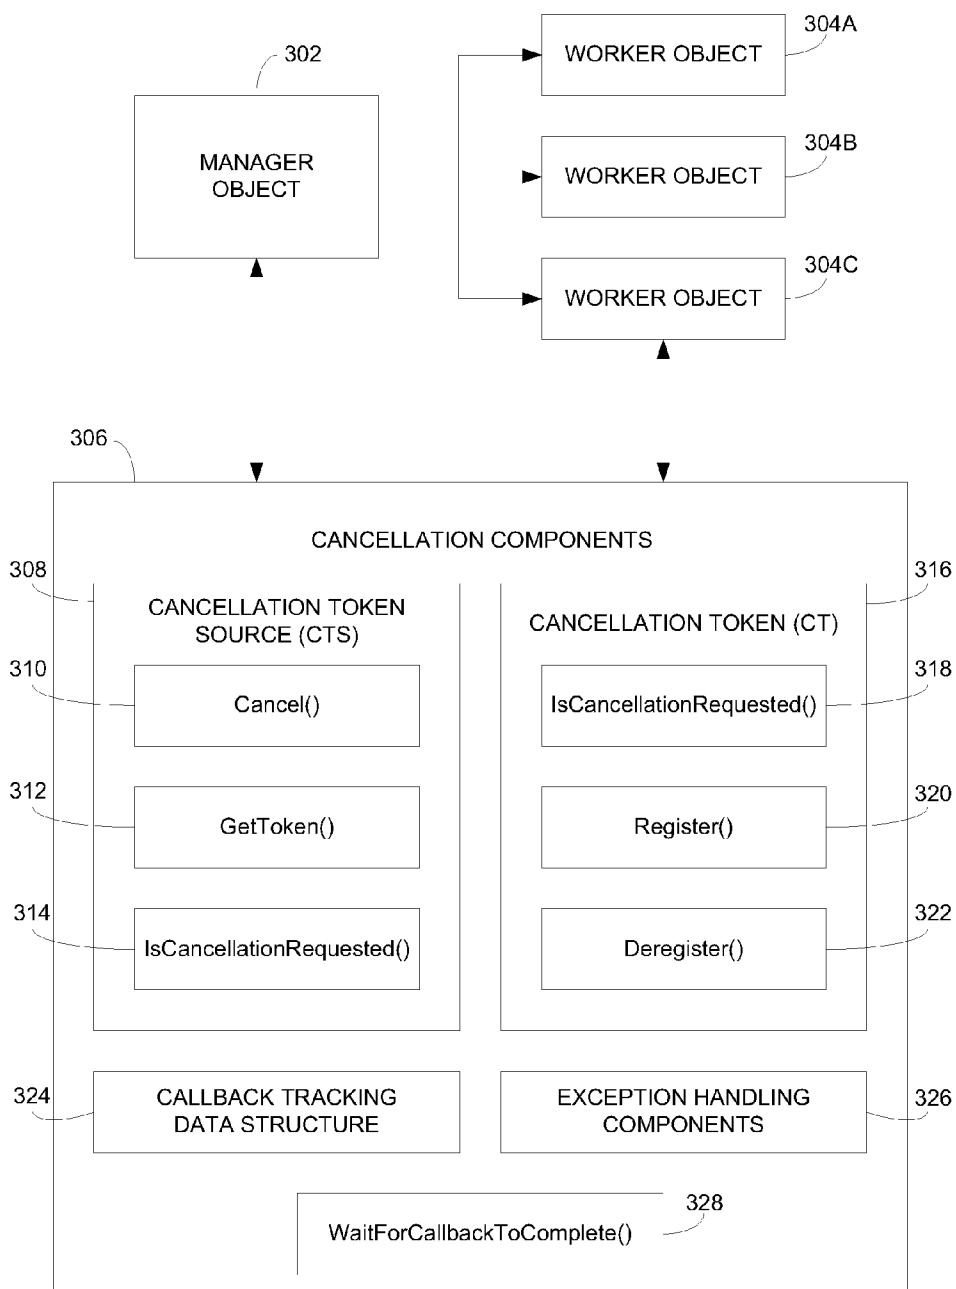 304A
WORKER OBJECT
302
MANAGER
OBJECT
304B
WORKER OBJECT
304C
WORKER OBJECT
306
CANCELLATION COMPONENTS
308
CANCELLATION TOKEN
SOURCE (CTS)
310
Cancel()
312
GetToken()
314
IsCancellationRequested()
316
CANCELLATION TOKEN (CT)
318
IsCancellationRequested()
320
Register()
322
Deregister()
324
CALLBACK TRACKING
DATA STRUCTURE
EXCEPTION HANDLING
COMPONENTS
326
328
WaitForCallbackToComplete()